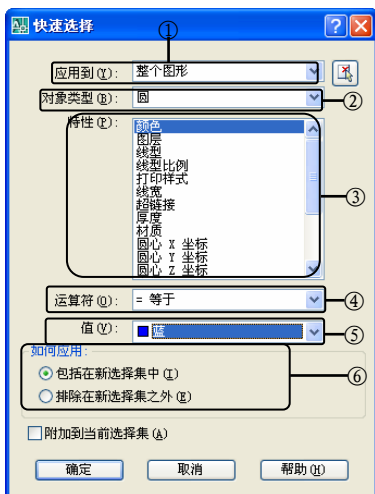 快速选择
①
应用到(Y): 整个图形
对象类型(B): 圆
②
特性(P):
颜色
图层
线型
线型比例
打印样式
线宽
超链接
厚度
材质
圆心 X 坐标
圆心 Y 坐标
圆心 Z 坐标
③
运算符(O): = 等于
④
值(V): 蓝
⑤
如何应用:
包括在新选择集中(I)
排除在新选择集之外(E)
⑥
附加到当前选择集(A)
确定 取消 帮助(H)